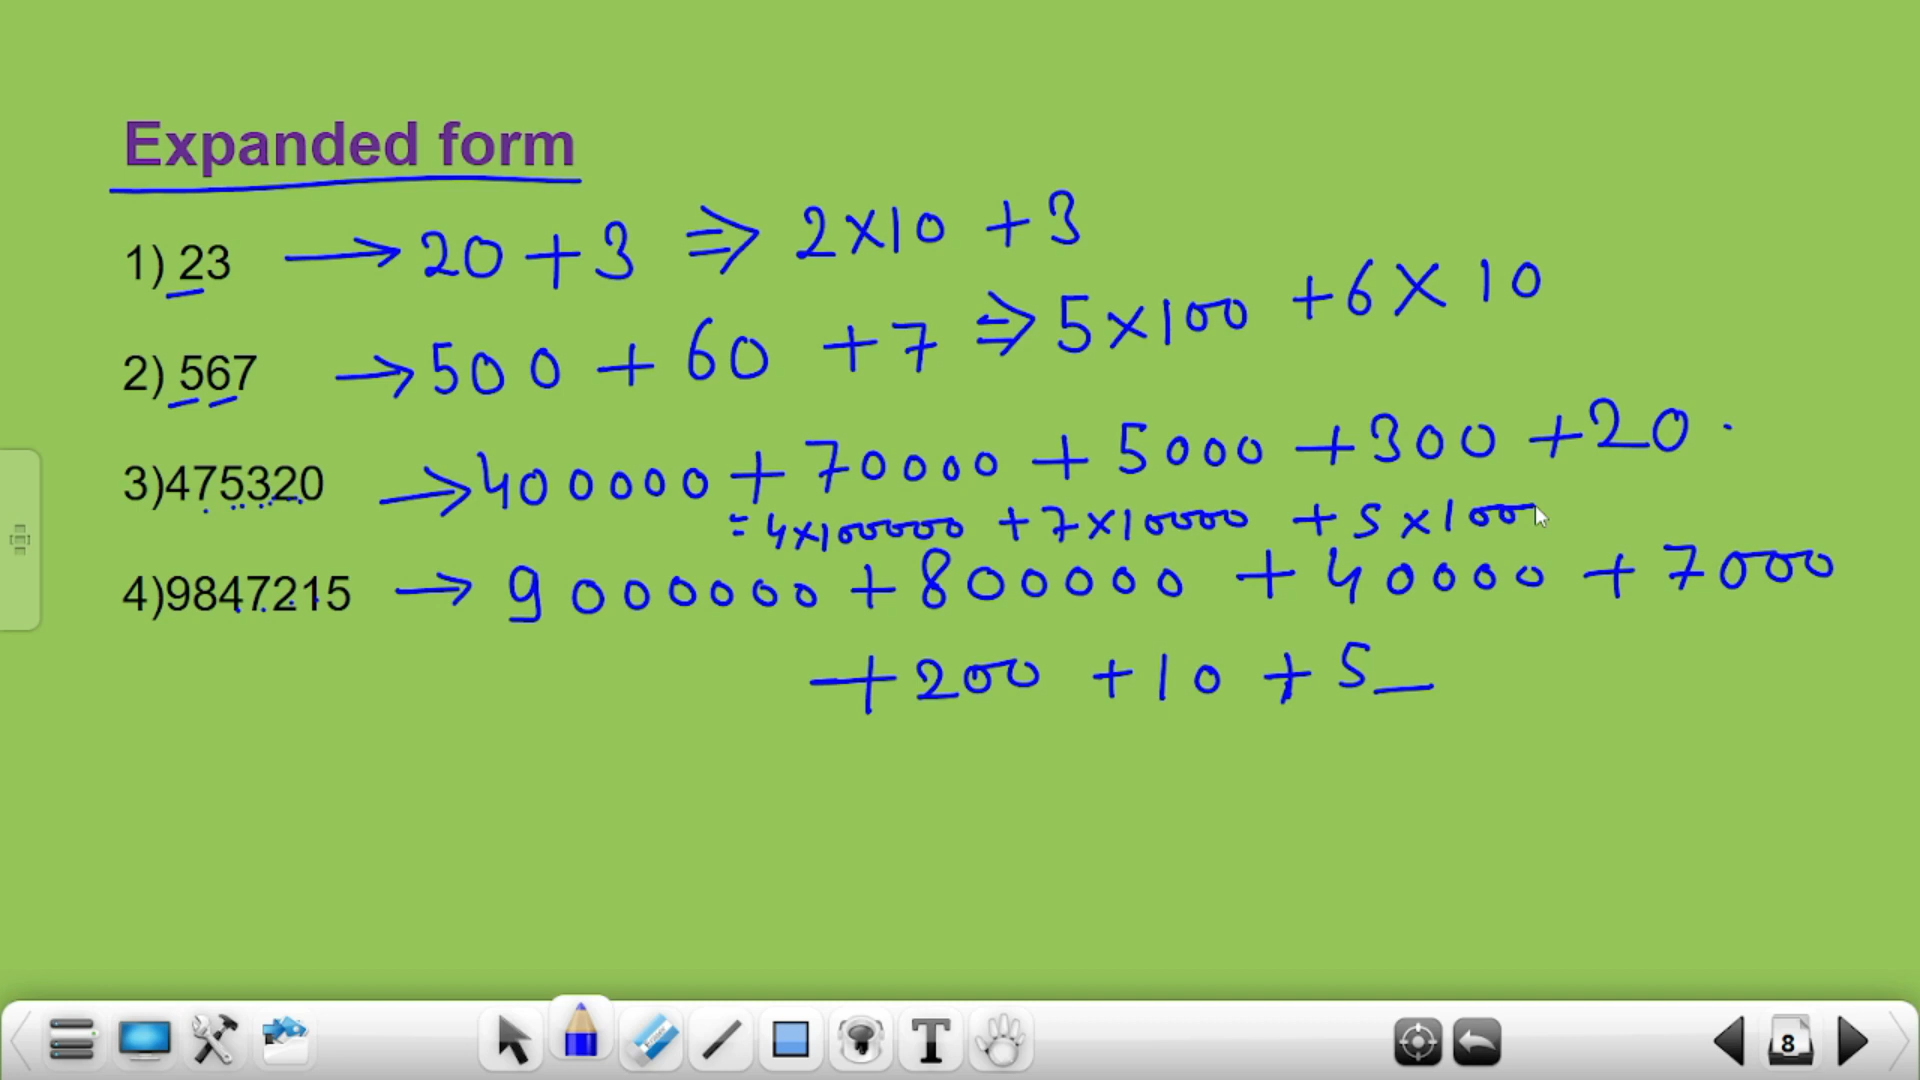 Expanded form
1) 23 → 20 + 3 ⇒ 2×10 + 3
2) 567 → 500 + 60 + 7 ⇒ 5×100 + 6×10
3)475320 → 400000 + 70000 + 5000 + 300 + 20 .
= 4×100000 + 7×10000 + 5×100
4)9847215 → 9000000 + 800000 + 40000 + 7000
+ 200 + 10 + 5
T
8